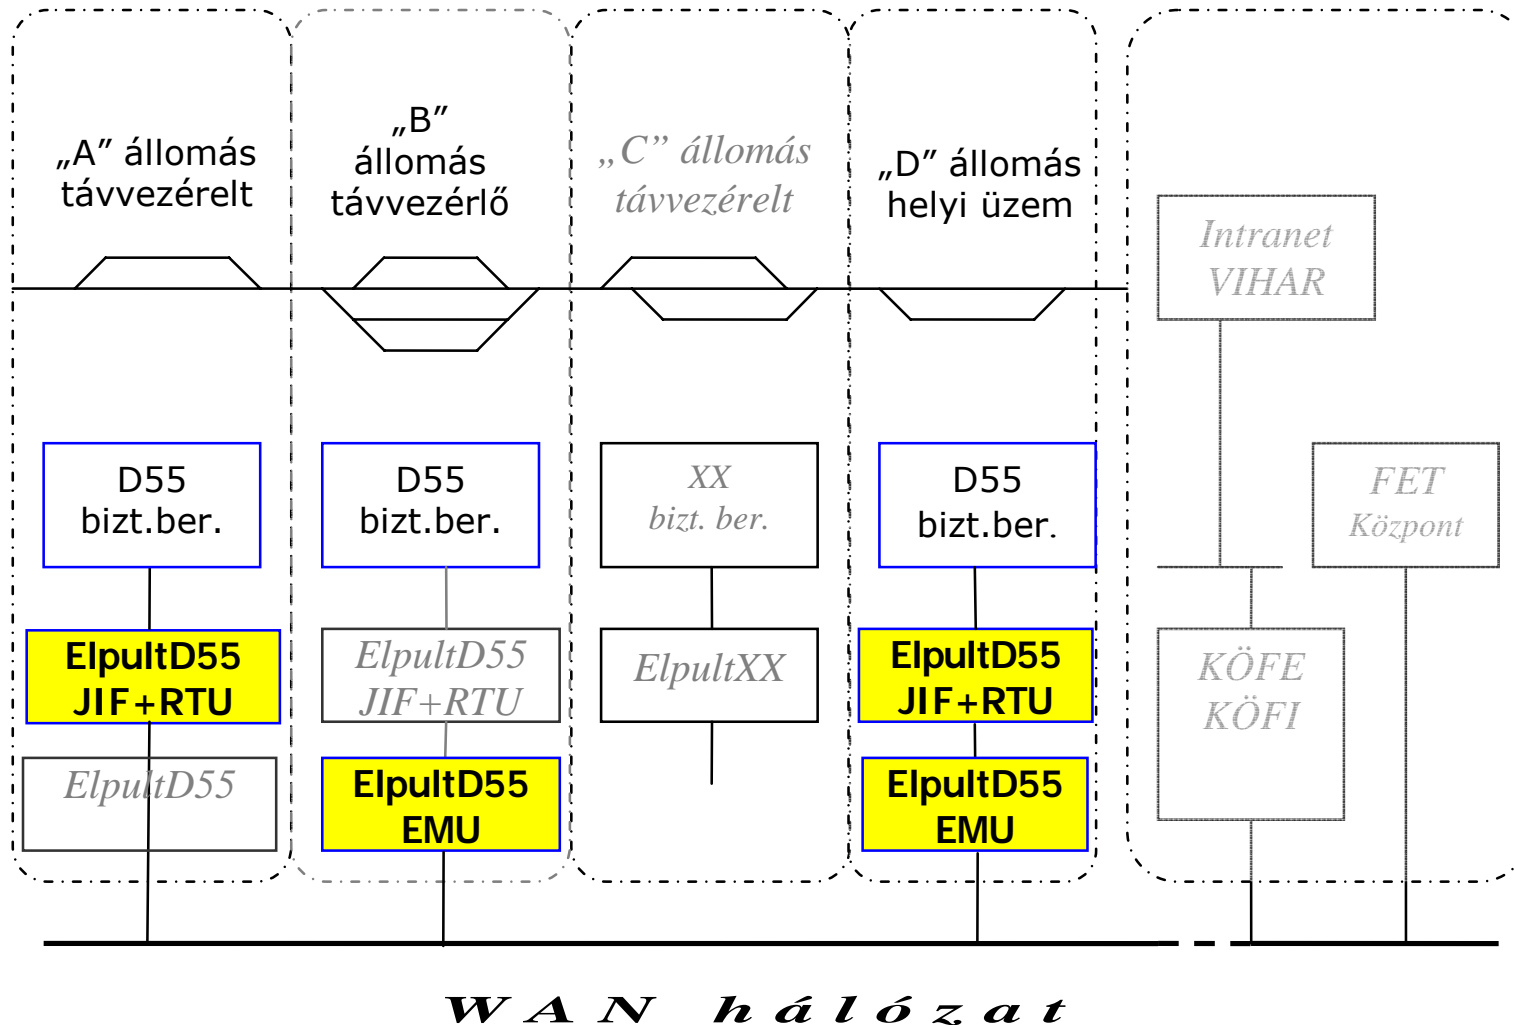 „A” állomás
távvezérelt
„B”
állomás
távvezérlő
„C” állomás
távvezérelt
„D” állomás
helyi üzem
Intranet
VIHAR
D55
bizt.ber.
D55
bizt.ber.
XX
bizt. ber.
D55
bizt.ber.
FET
Központ
ElpultD55
JIF+RTU
ElpultD55
JIF+RTU
ElpultXX
ElpultD55
JIF+RTU
KÖFE
KÖFI
ElpultD55
ElpultD55
EMU
ElpultD55
EMU
WAN hálózat